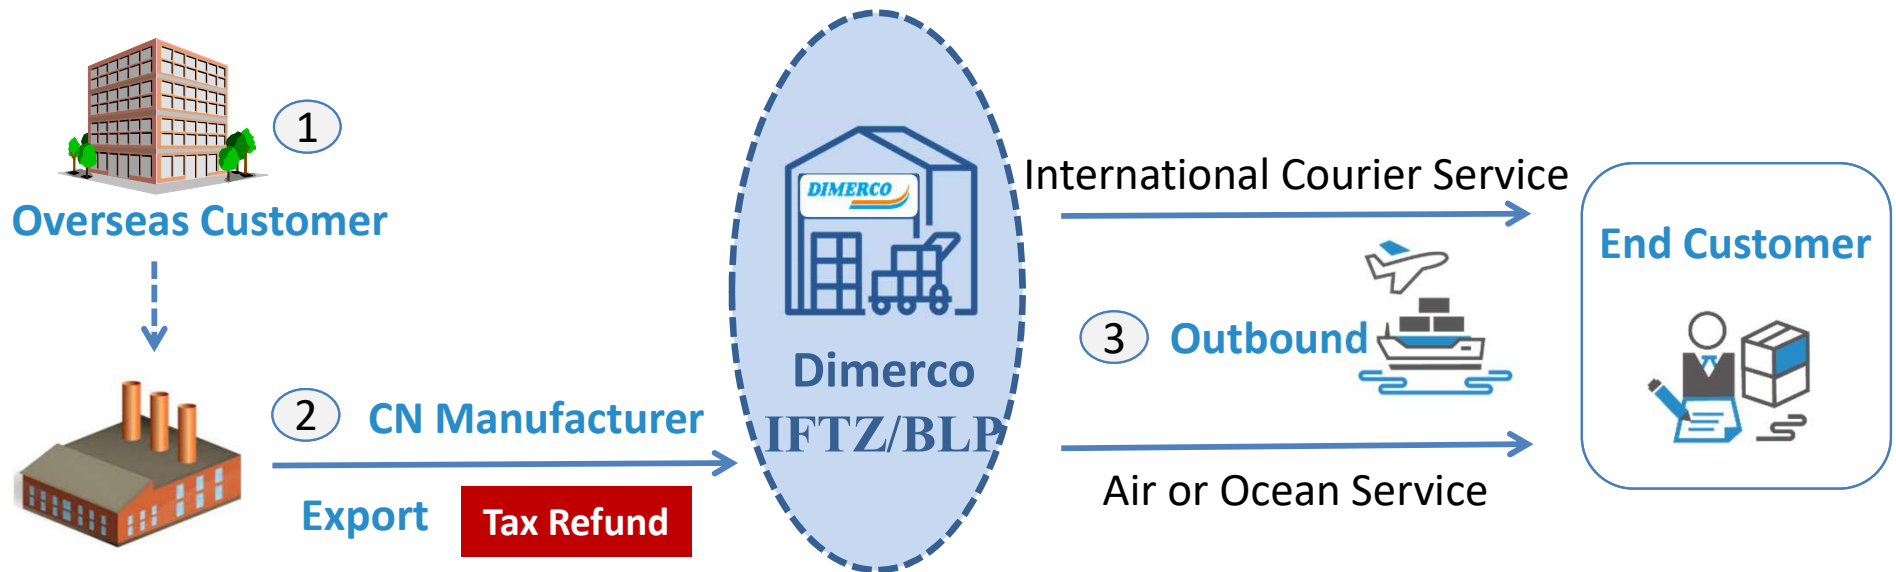 1
Overseas Customer
2
CN Manufacturer
Export
Tax Refund
DIMERCO
Dimerco
IFTZ/BLP
International Courier Service
3
Outbound
Air or Ocean Service
End Customer